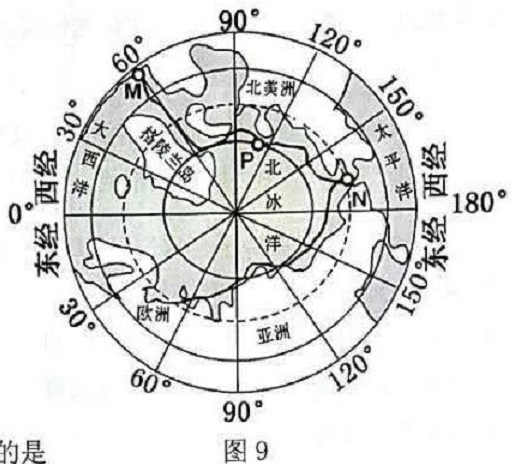 90°
60°
120°
M
北美洲
30°
150°
大西洋
格陵兰岛
太平洋
P
北冰洋
N
西经
西经
0°
180°
东经
东经
30°
欧洲
亚洲
150°
60°
120°
90°
的是
图9